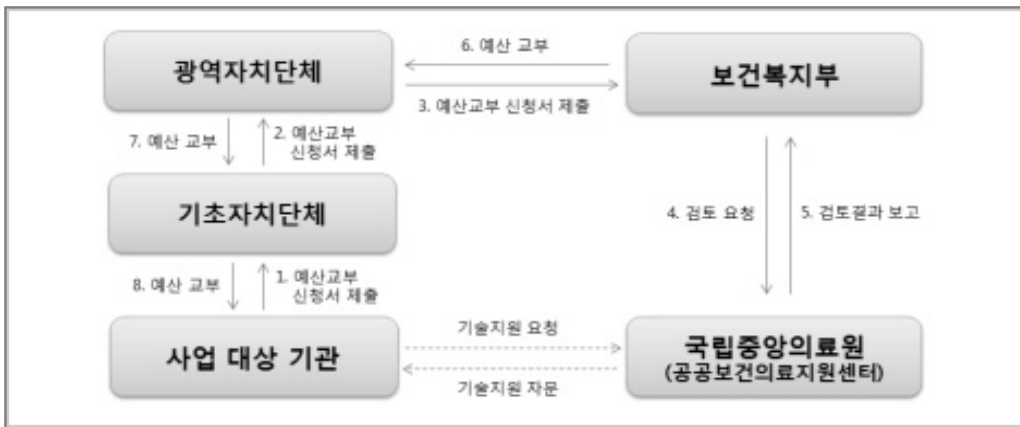 6. 예산 교부
광역자치단체
보건복지부
3. 예산교부 신청서 제출
7. 예산 교부
2. 예산교부
신청서 제출
기초자치단체
4. 검토 요청
5. 검토결과 보고
8. 예산 교부
1. 예산교부
신청서 제출
사업 대상 기관
기술지원 요청
기술지원 자문
국립중앙의료원
(공공보건의료지원센터)